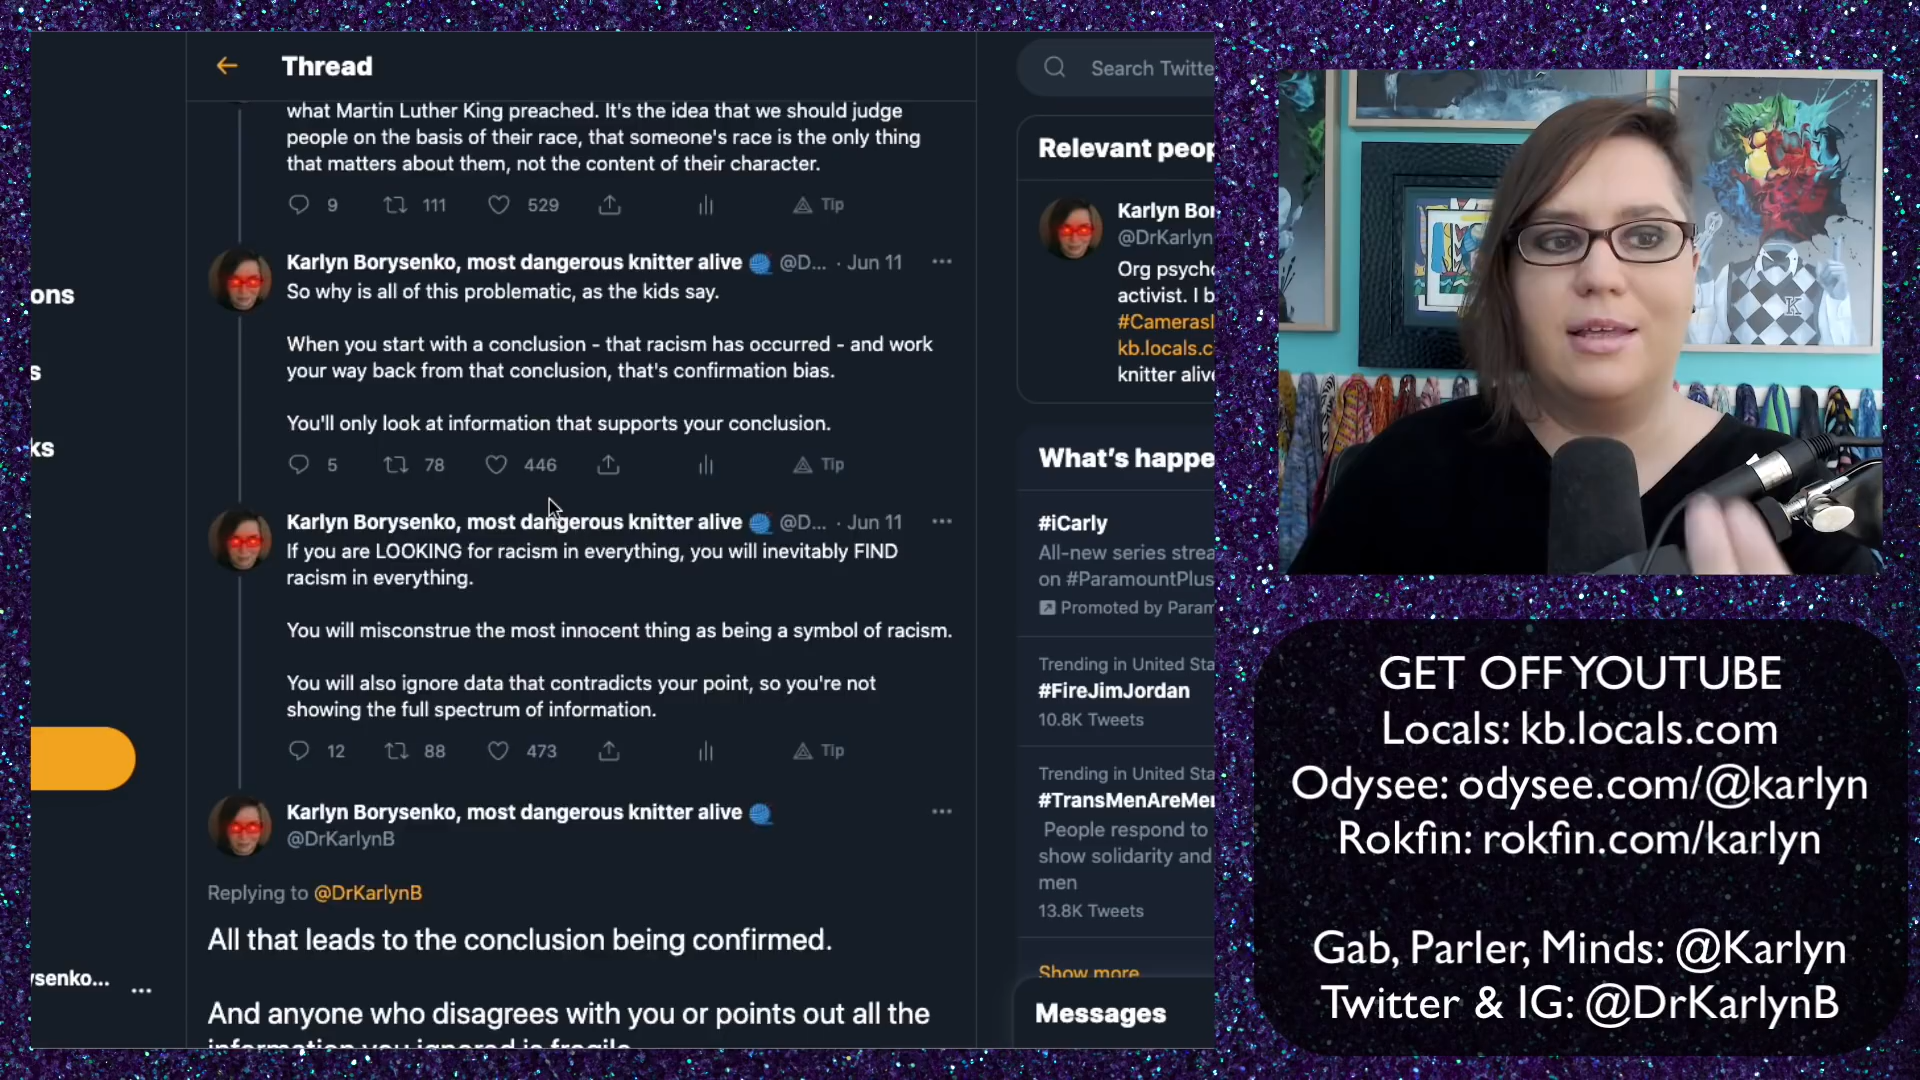 Thread
what Martin Luther King preached. It's the idea that we should judge
people on the basis of their race, that someone's race is the only thing
that matters about them, not the content of their character.
9 111 529 Tip
Karlyn Borysenko, most dangerous knitter alive @D... · Jun 11 ...
So why is all of this problematic, as the kids say.
When you start with a conclusion - that racism has occurred - and work
your way back from that conclusion, that's confirmation bias.
You'll only look at information that supports your conclusion.
5 78 446 Tip
Karlyn Borysenko, most dangerous knitter alive @D... · Jun 11 ...
If you are LOOKING for racism in everything, you will inevitably FIND
racism in everything.
You will misconstrue the most innocent thing as being a symbol of racism.
You will also ignore data that contradicts your point, so you're not
showing the full spectrum of information.
12 88 473 Tip
Karlyn Borysenko, most dangerous knitter alive ...
@DrKarlynB
Replying to @DrKarlynB
All that leads to the conclusion being confirmed.
And anyone who disagrees with you or points out all the
information you ignored is fragile
ons
s
ks
ysenko... ...
Search Twitte
Relevant peop
Karlyn Bor
@DrKarlyn
Org psycho
activist. I b
#CamerasI
kb.locals.c
knitter alive
What's happe
#iCarly
All-new series strea
on #ParamountPlus
Promoted by Param
Trending in United Sta
#FireJimJordan
10.8K Tweets
Trending in United Sta
#TransMenAreMen
People respond to
show solidarity and
men
13.8K Tweets
Show more
Messages
K
GET OFF YOUTUBE
Locals: kb.locals.com
Odysee: odysee.com/@karlyn
Rokfin: rokfin.com/karlyn
Gab, Parler, Minds: @Karlyn
Twitter & IG: @DrKarlynB